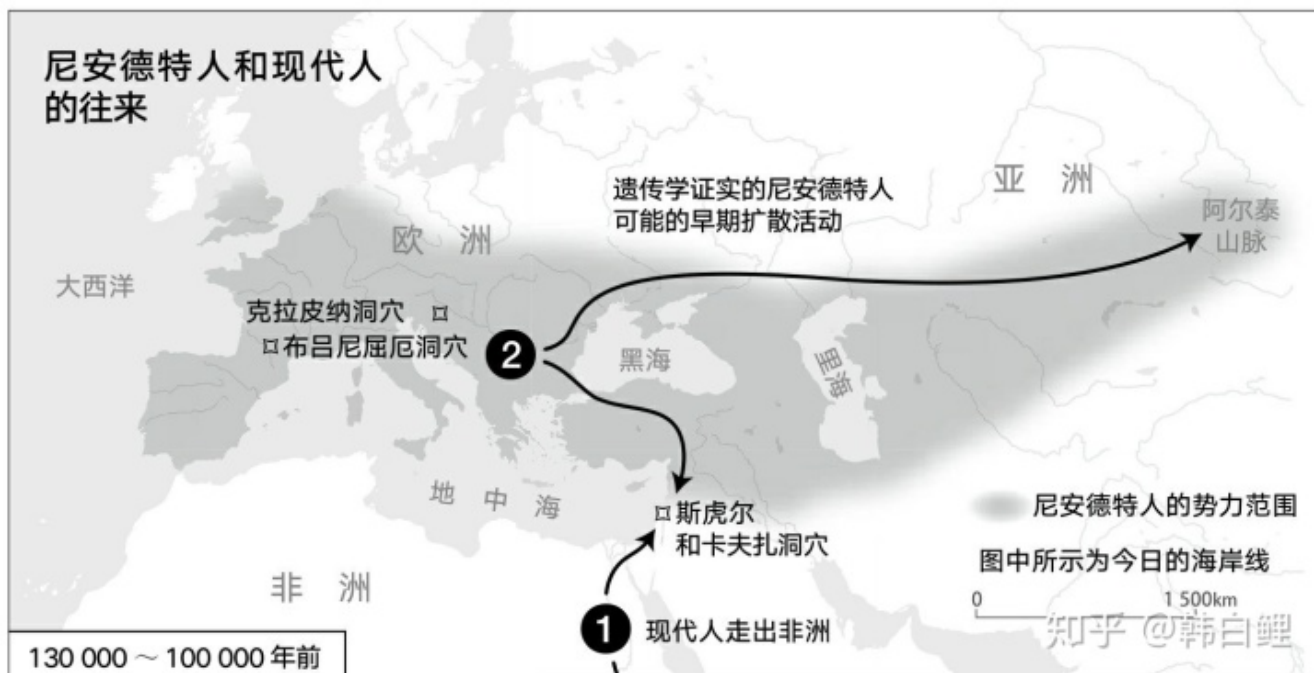 尼安德特人和现代人
的往来
遗传学证实的尼安德特人
可能的早期扩散活动
亚 洲
阿尔泰
山脉
欧 洲
大西洋
克拉皮纳洞穴
布吕尼屈厄洞穴
2
黑海
里海
地 中 海
斯虎尔
和卡夫扎洞穴
尼安德特人的势力范围
图中所示为今日的海岸线
0 1 500km
非 洲
1 现代人走出非洲
知乎 @韩白鲤
130 000 ～ 100 000 年前